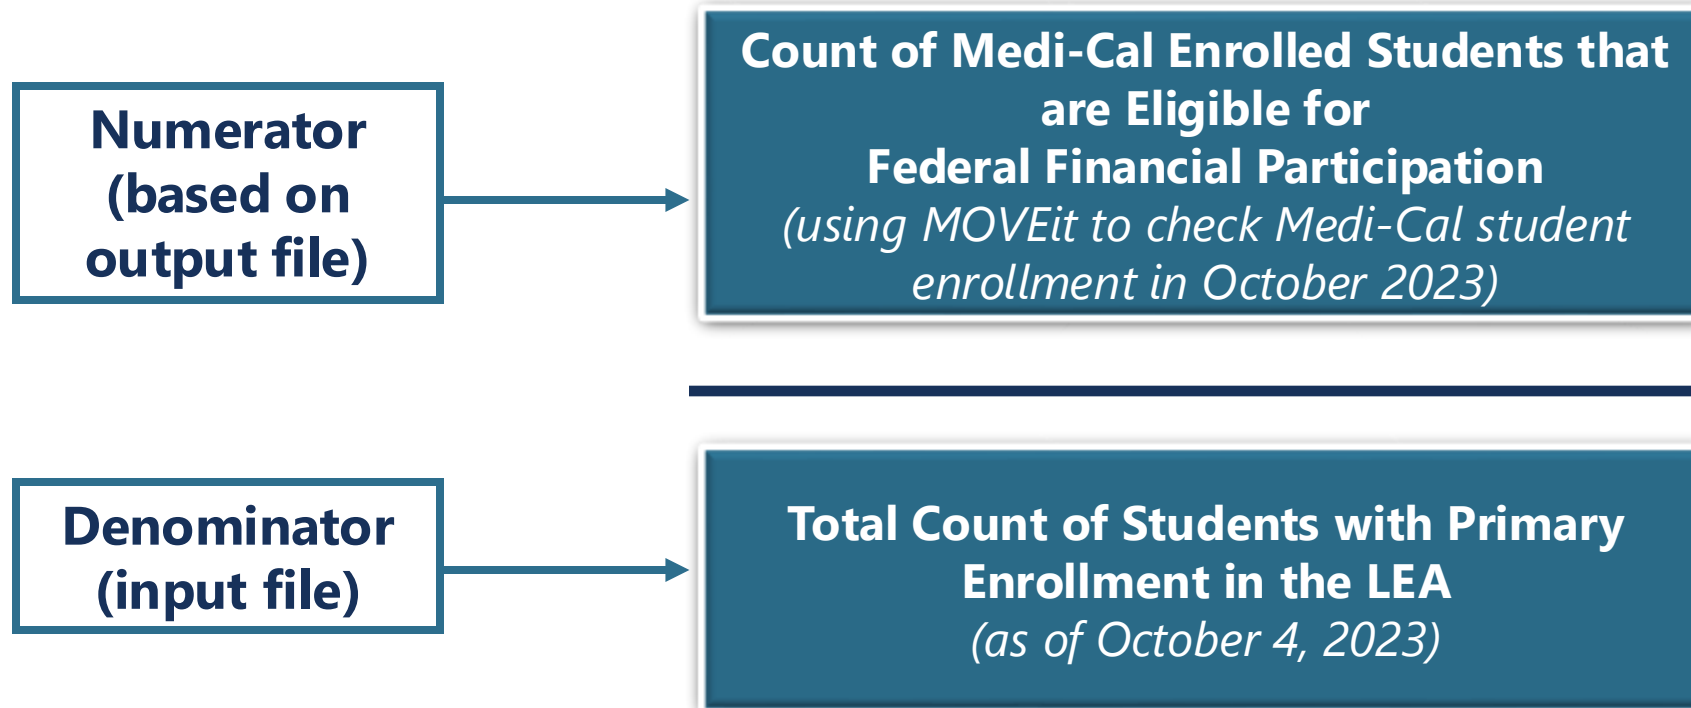 Numerator
(based on
output file)
Count of Medi-Cal Enrolled Students that
are Eligible for
Federal Financial Participation
(using MOVEit to check Medi-Cal student
enrollment in October 2023)
Denominator
(input file)
Total Count of Students with Primary
Enrollment in the LEA
(as of October 4, 2023)